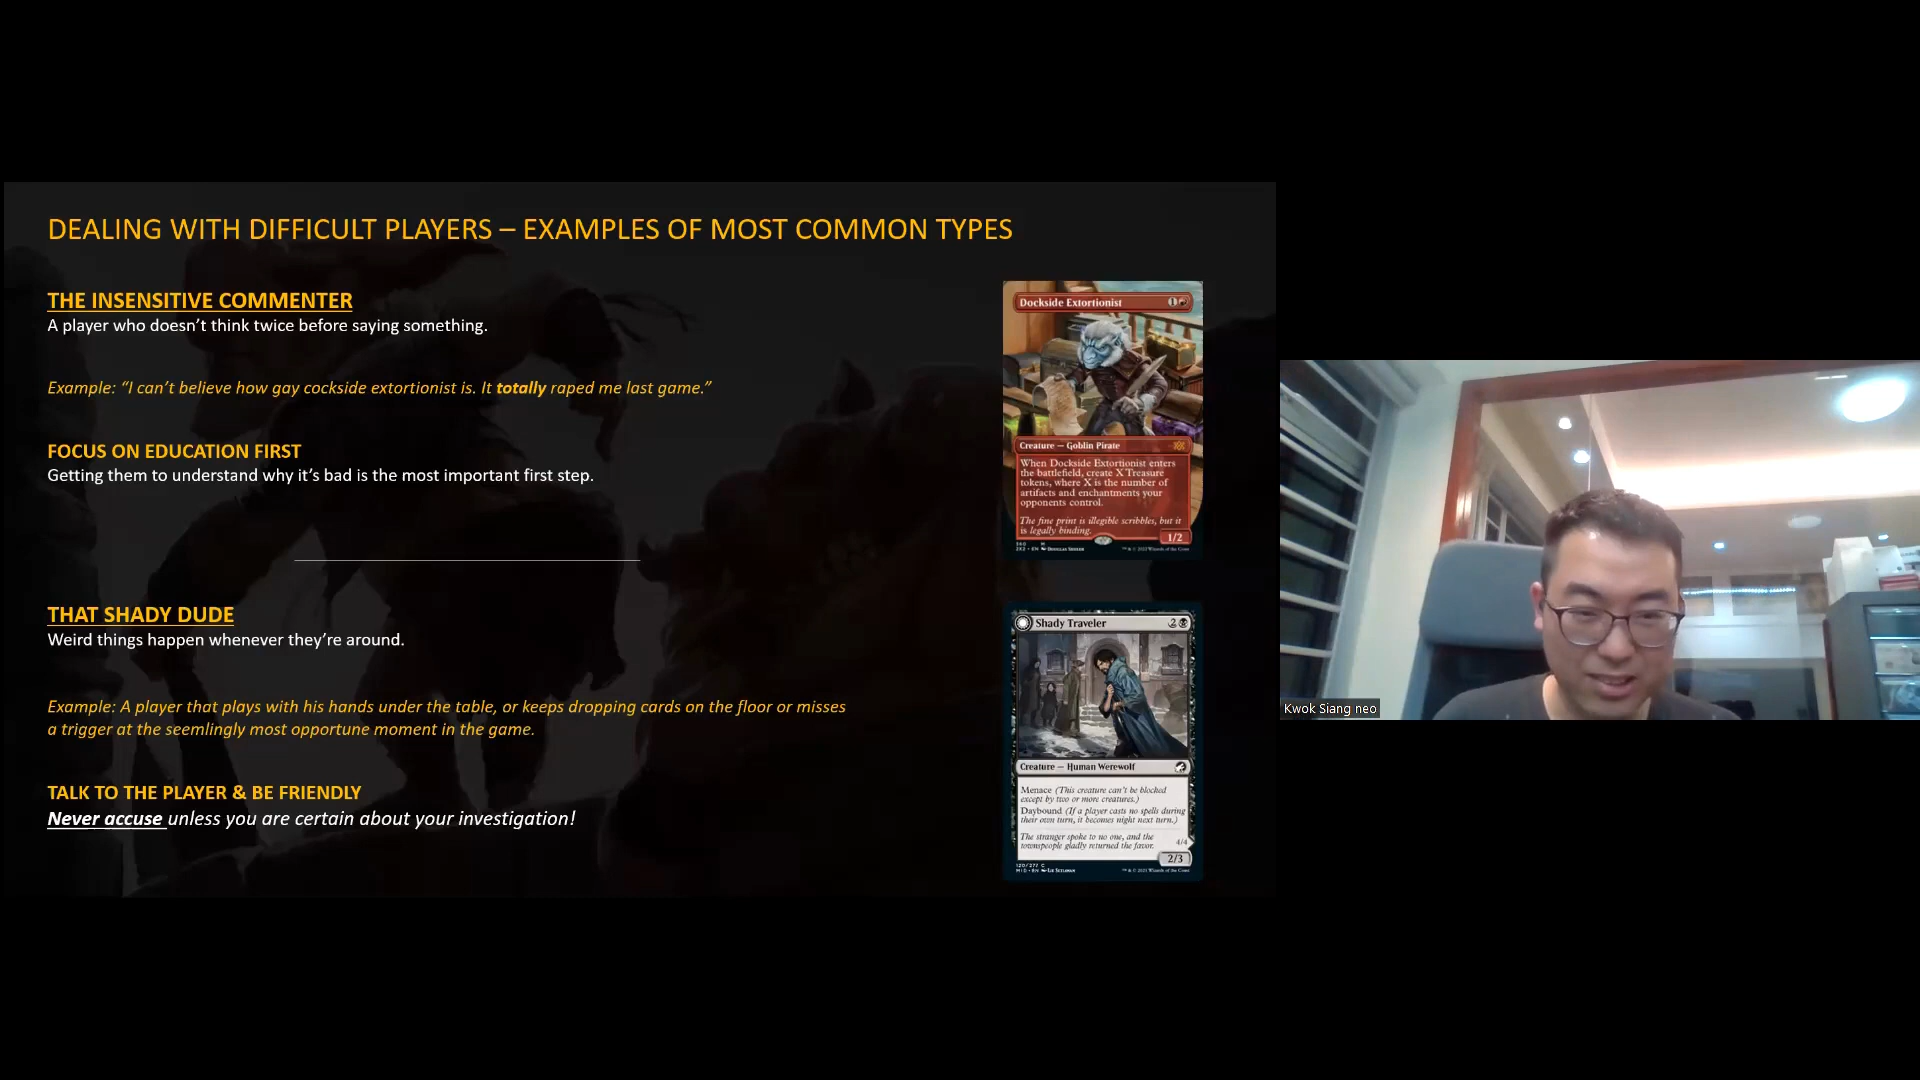 DEALING WITH DIFFICULT PLAYERS – EXAMPLES OF MOST COMMON TYPES
THE INSENSITIVE COMMENTER
A player who doesn't think twice before saying something.
Example: “I can't believe how gay cockside extortionist is. It totally raped me last game.”
FOCUS ON EDUCATION FIRST
Getting them to understand why it's bad is the most important first step.
THAT SHADY DUDE
Weird things happen whenever they're around.
Example: A player that plays with his hands under the table, or keeps dropping cards on the floor or misses
a trigger at the seemlingly most opportune moment in the game.
TALK TO THE PLAYER & BE FRIENDLY
Never accuse unless you are certain about your investigation!
Dockside Extortionist
1
Creature — Goblin Pirate
When Dockside Extortionist enters
the battlefield, create X Treasure
tokens, where X is the number of
artifacts and enchantments your
opponents control.
The fine print is illegible scribbles, but it
is legally binding.
1/2
Shady Traveler
2
Creature — Human Werewolf
Menace (This creature can't be blocked
except by two or more creatures.)
Daybound (If a player casts no spells during
their own turn, it becomes night next turn.)
The stranger spoke to no one, and the
townspeople gladly returned the favor.
4/4
2/3
Kwok Siang neo